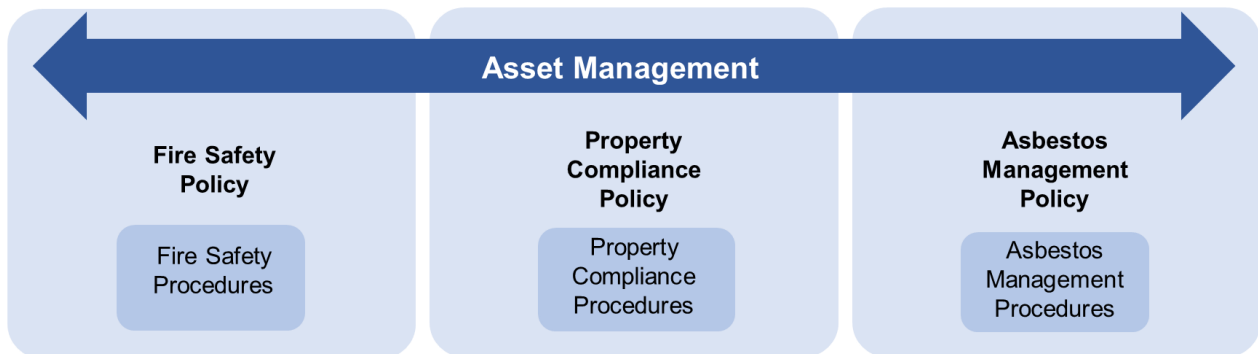 Asset Management
Fire Safety
Policy
Fire Safety
Procedures
Property
Compliance
Policy
Property
Compliance
Procedures
Asbestos
Management
Policy
Asbestos
Management
Procedures